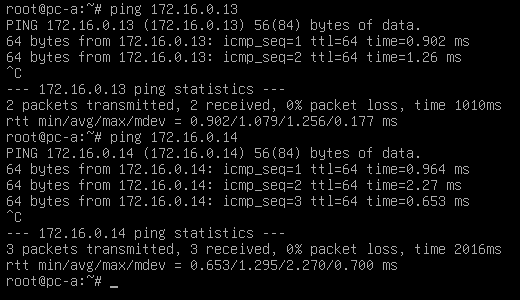 root@pc-a:~# ping 172.16.0.13
PING 172.16.0.13 (172.16.0.13) 56(84) bytes of data.
64 bytes from 172.16.0.13: icmp_seq=1 ttl=64 time=0.902 ms
64 bytes from 172.16.0.13: icmp_seq=2 ttl=64 time=1.26 ms
^C
--- 172.16.0.13 ping statistics ---
2 packets transmitted, 2 received, 0% packet loss, time 1010ms
rtt min/avg/max/mdev = 0.902/1.079/1.256/0.177 ms
root@pc-a:~# ping 172.16.0.14
PING 172.16.0.14 (172.16.0.14) 56(84) bytes of data.
64 bytes from 172.16.0.14: icmp_seq=1 ttl=64 time=0.964 ms
64 bytes from 172.16.0.14: icmp_seq=2 ttl=64 time=2.27 ms
64 bytes from 172.16.0.14: icmp_seq=3 ttl=64 time=0.653 ms
^C
--- 172.16.0.14 ping statistics ---
3 packets transmitted, 3 received, 0% packet loss, time 2016ms
rtt min/avg/max/mdev = 0.653/1.295/2.270/0.700 ms
root@pc-a:~# _